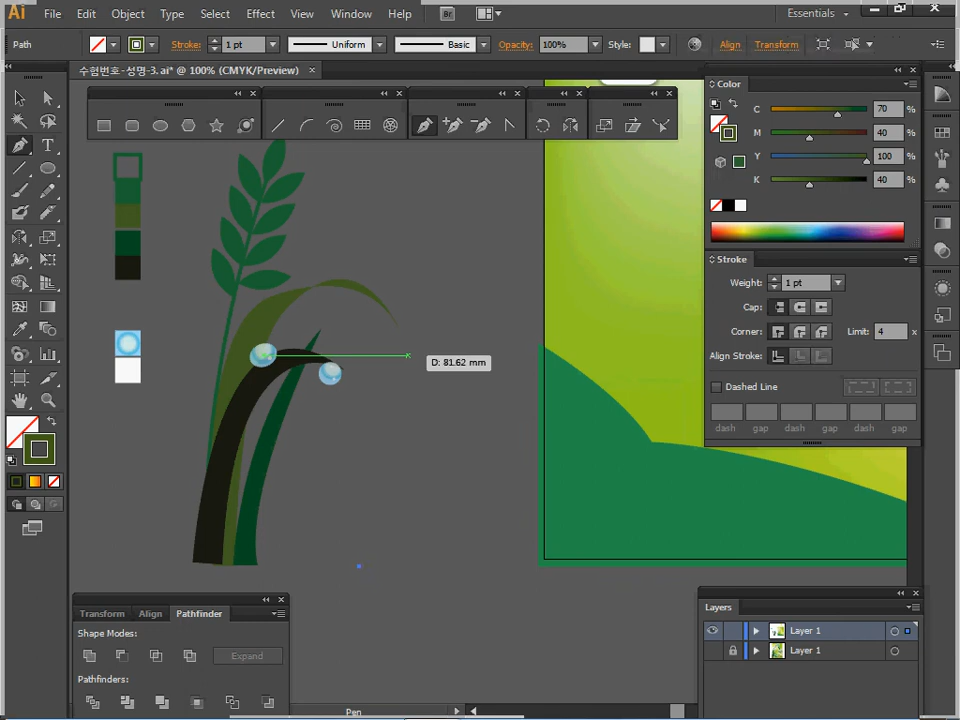 Ai File Edit Object Type Select Effect View Window Help Br Essentials
Path Stroke: 1 pt Uniform Basic Opacity: 100% Style: Align Transform
수험번호-성명-3.ai* @ 100% (CMYK/Preview)
Color
C 70 %
M 40 %
Y 100 %
K 40 %
Stroke
Weight: 1 pt
Cap:
Corner: Limit: 4 x
Align Stroke:
Dashed Line
dash gap dash gap dash gap
D: 81.62 mm
Transform Align Pathfinder
Shape Modes:
Expand
Pathfinders:
Layers
Layer 1
Layer 1
Pen